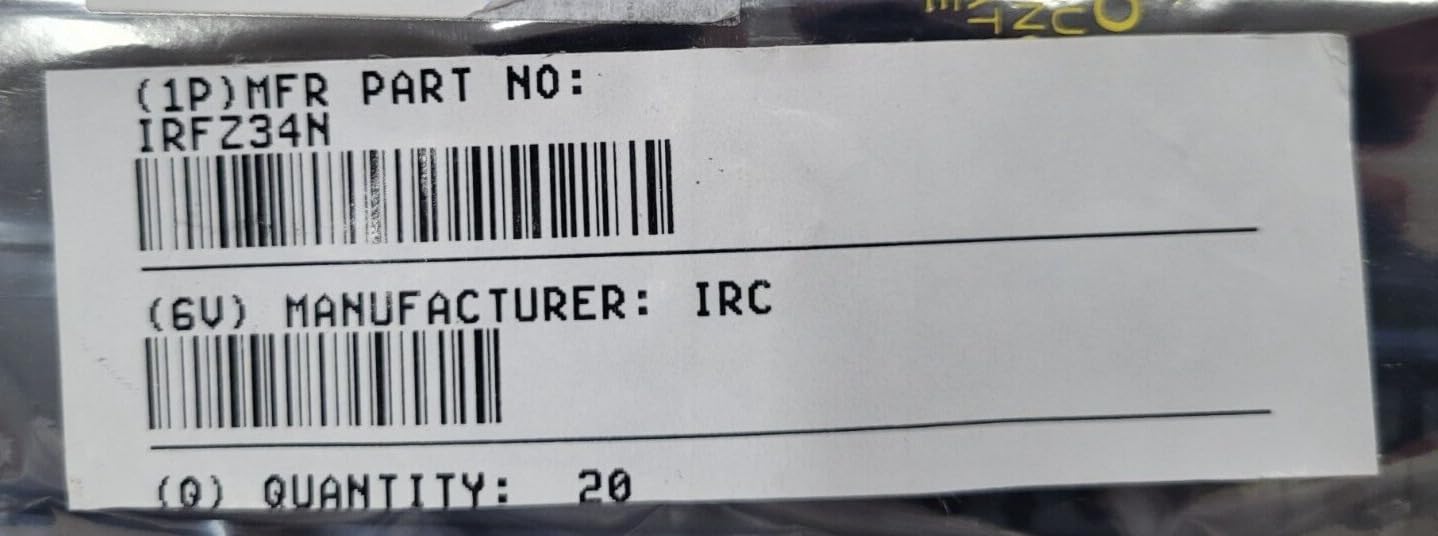 (1P)MFR PART NO:
IRFZ34N
(6V) MANUFACTURER: IRC
(Q) QUANTITY: 20